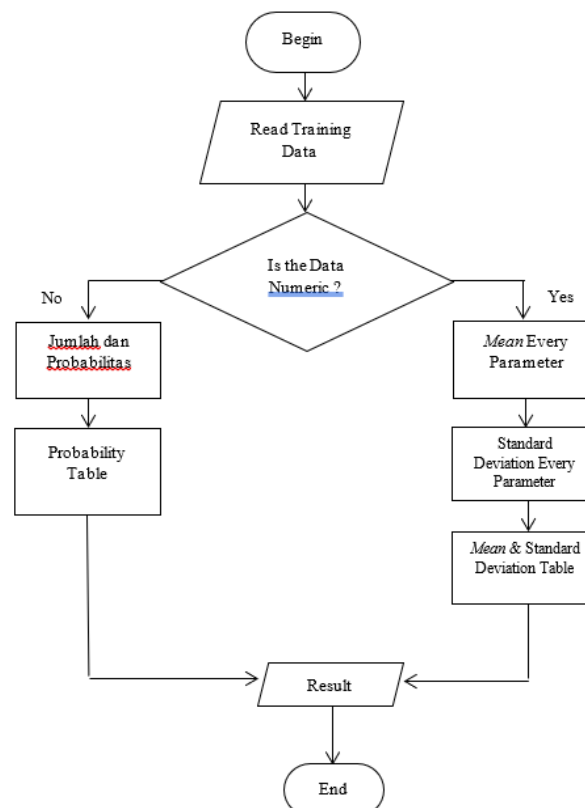 Begin
Read Training
Data
Is the Data
Numeric ?
No
Yes
Jumlah dan
Probabilitas
Mean Every
Parameter
Probability
Table
Standard
Deviation Every
Parameter
Mean & Standard
Deviation Table
Result
End